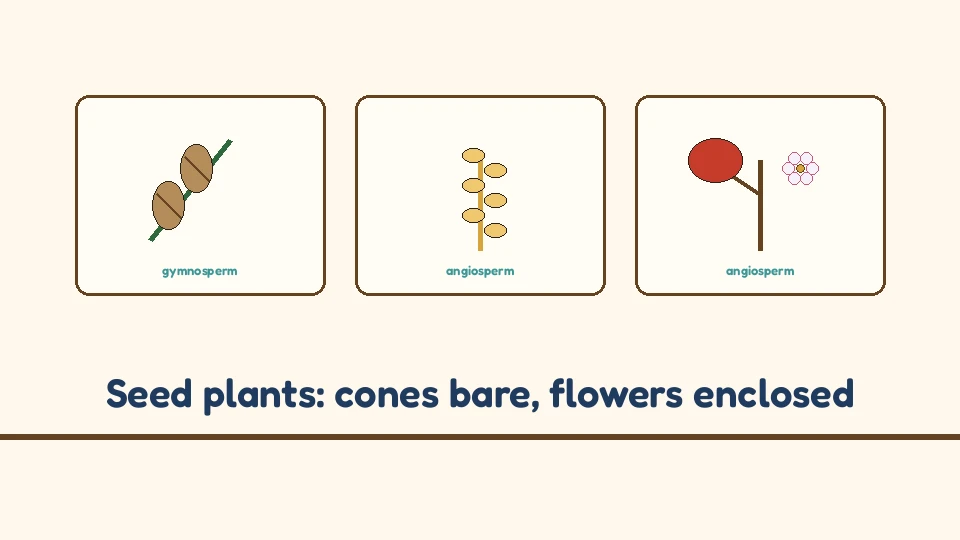 gymnosperm
angiosperm
angiosperm
Seed plants: cones bare, flowers enclosed